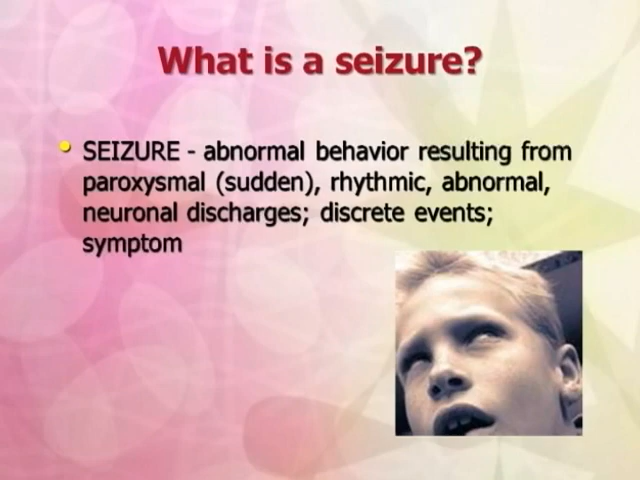 What is a seizure?
SEIZURE - abnormal behavior resulting from
paroxysmal (sudden), rhythmic, abnormal,
neuronal discharges; discrete events;
symptom